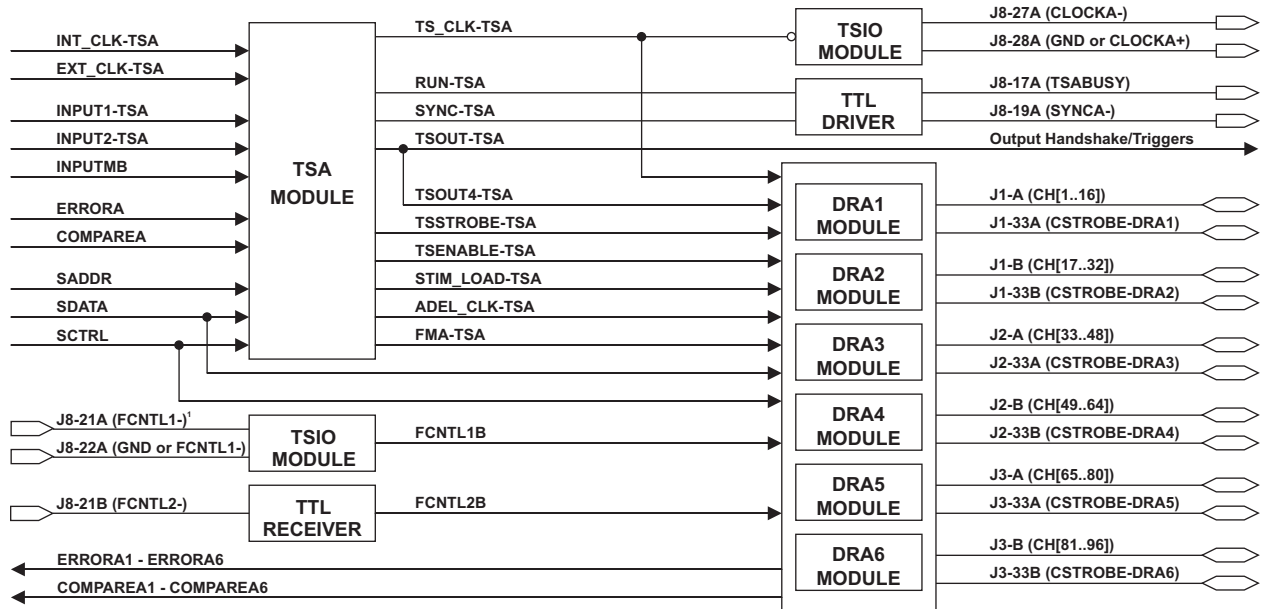 INT_CLK-TSA
EXT_CLK-TSA
INPUT1-TSA
INPUT2-TSA
INPUTMB
ERRORA
COMPAREA
SADDR
SDATA
SCTRL
TSA
MODULE
TS_CLK-TSA
RUN-TSA
SYNC-TSA
TSOUT-TSA
TSOUT4-TSA
TSSTROBE-TSA
TSENABLE-TSA
STIM_LOAD-TSA
ADEL_CLK-TSA
FMA-TSA
TSIO
MODULE
J8-27A (CLOCKA-)
J8-28A (GND or CLOCKA+)
TTL
DRIVER
J8-17A (TSABUSY)
J8-19A (SYNCA-)
Output Handshake/Triggers
DRA1
MODULE
J1-A (CH[1..16])
J1-33A (CSTROBE-DRA1)
DRA2
MODULE
J1-B (CH[17..32])
J1-33B (CSTROBE-DRA2)
DRA3
MODULE
J2-A (CH[33..48])
J2-33A (CSTROBE-DRA3)
DRA4
MODULE
J2-B (CH[49..64])
J2-33B (CSTROBE-DRA4)
DRA5
MODULE
J3-A (CH[65..80])
J3-33A (CSTROBE-DRA5)
DRA6
MODULE
J3-B (CH[81..96])
J3-33B (CSTROBE-DRA6)
J8-21A (FCNTL1-)¹
J8-22A (GND or FCNTL1-)
TSIO
MODULE
FCNTL1B
J8-21B (FCNTL2-)
TTL
RECEIVER
FCNTL2B
ERRORA1 - ERRORA6
COMPAREA1 - COMPAREA6